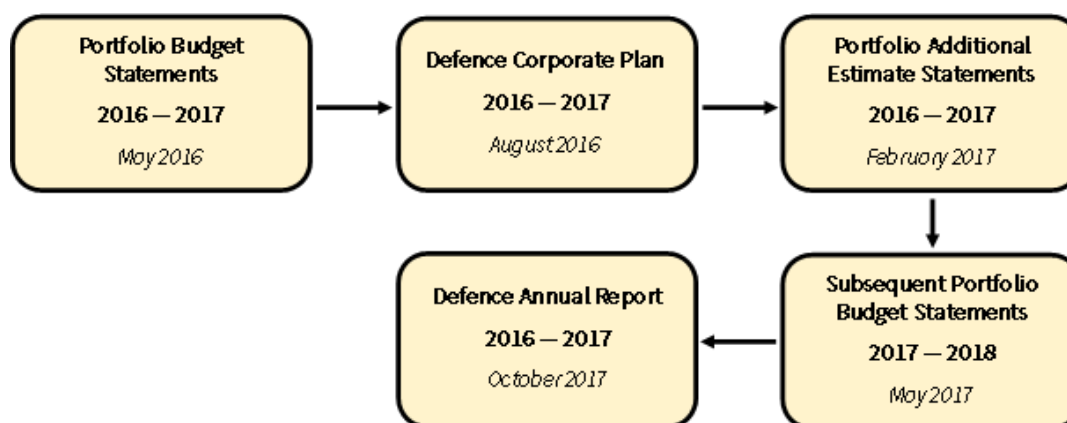 Portfolio Budget
Statements
2016 — 2017
May 2016
Defence Corporate Plan
2016 — 2017
August 2016
Portfolio Additional
Estimate Statements
2016 — 2017
February 2017
Subsequent Portfolio
Budget Statements
2017 — 2018
May 2017
Defence Annual Report
2016 — 2017
October 2017